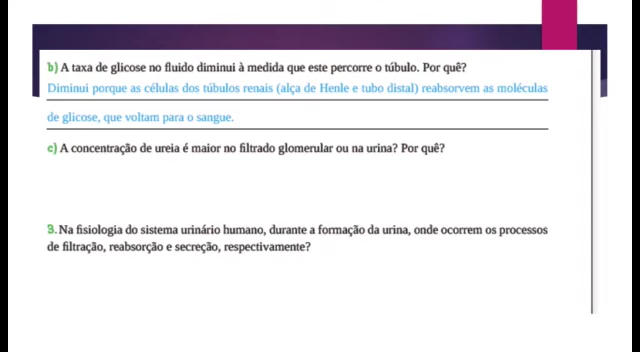 b) A taxa de glicose no fluido diminui à medida que este percorre o túbulo. Por quê?
Diminui porque as células dos túbulos renais (alça de Henle e tubo distal) reabsorvem as moléculas
de glicose, que voltam para o sangue.
c) A concentração de ureia é maior no filtrado glomerular ou na urina? Por quê?
3. Na fisiologia do sistema urinário humano, durante a formação da urina, onde ocorrem os processos
de filtração, reabsorção e secreção, respectivamente?